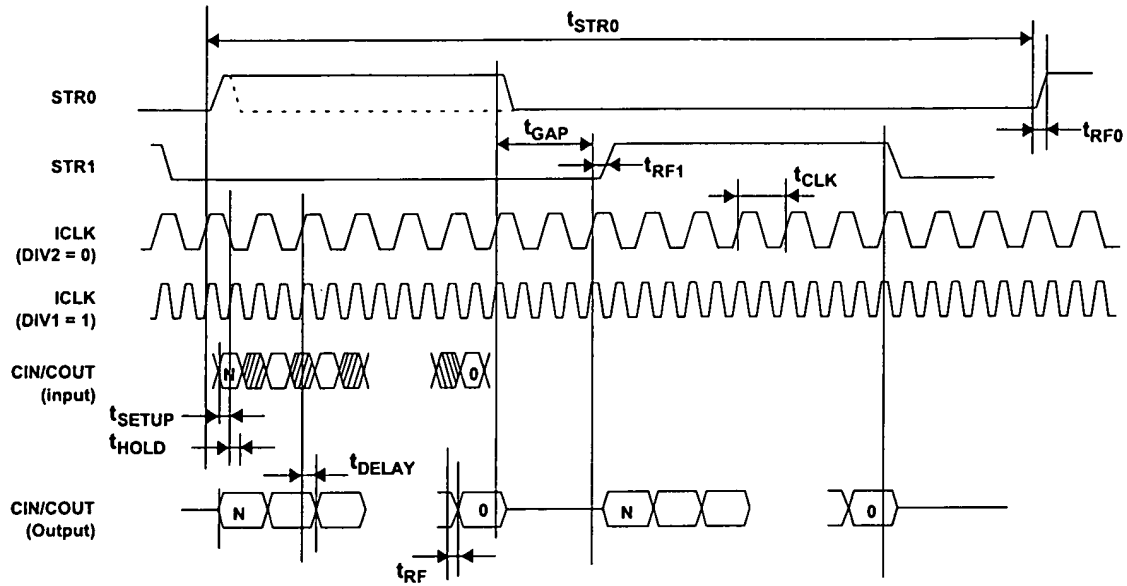 tSTR0
STR0
tGAP
tRF0
STR1
tRF1
tCLK
ICLK
(DIV2 = 0)
ICLK
(DIV1 = 1)
CIN/COUT
(input)
N
0
tSETUP
tHOLD
tDELAY
CIN/COUT
(Output)
N
0
N
0
tRF